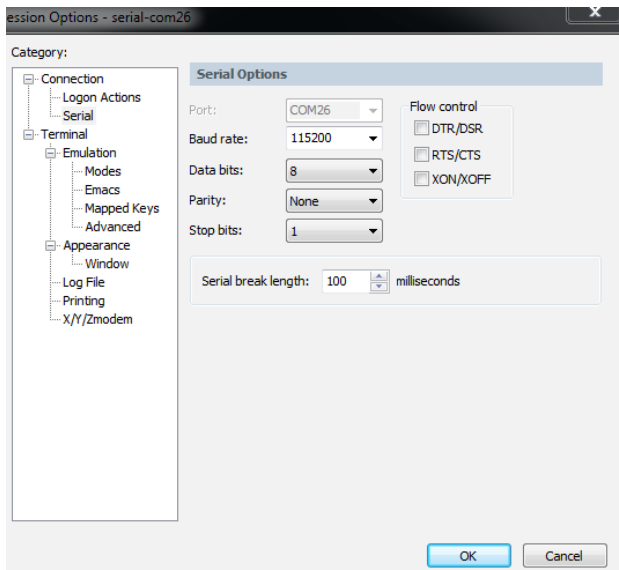 ession Options - serial-com26
Category:
Connection
Logon Actions
Serial
Terminal
Emulation
Modes
Emacs
Mapped Keys
Advanced
Appearance
Window
Log File
Printing
X/Y/Zmodem
Serial Options
Port: COM26
Baud rate: 115200
Data bits: 8
Parity: None
Stop bits: 1
Flow control
DTR/DSR
RTS/CTS
XON/XOFF
Serial break length: 100 milliseconds
OK Cancel